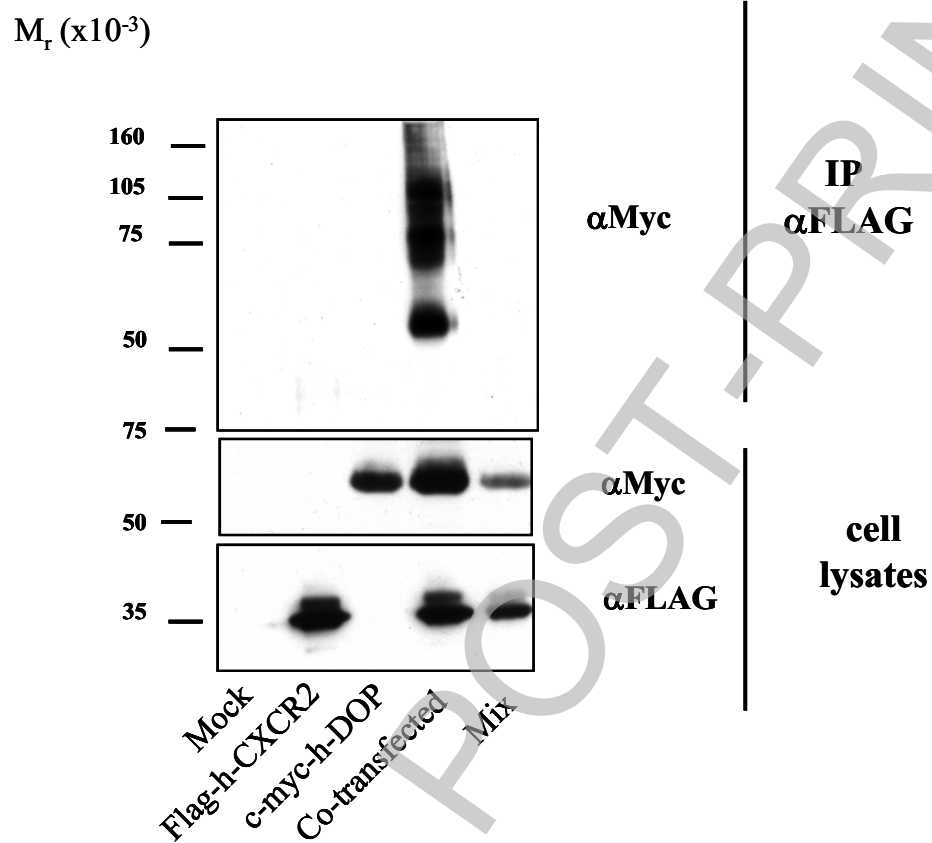 Mr (x10-3)
160
105
75
50
αMyc
IP
αFLAG
75
50
αMyc
35
αFLAG
cell
lysates
Mock
Flag-h-CXCR2
c-myc-h-DOP
Co-transfected
Mix
POST-PRIN